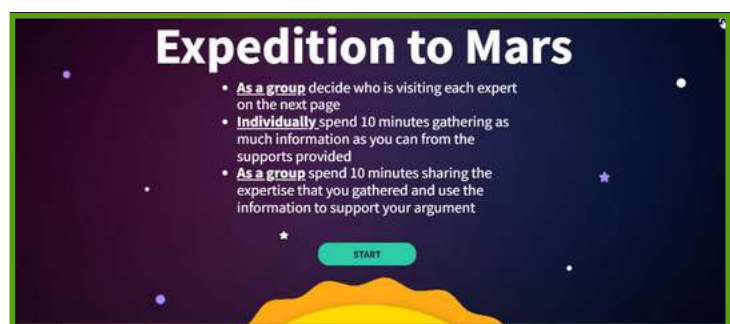 Expedition to Mars
• As a group decide who is visiting each expert
on the next page
• Individually spend 10 minutes gathering as
much information as you can from the
supports provided
• As a group spend 10 minutes sharing the
expertise that you gathered and use the
information to support your argument
START